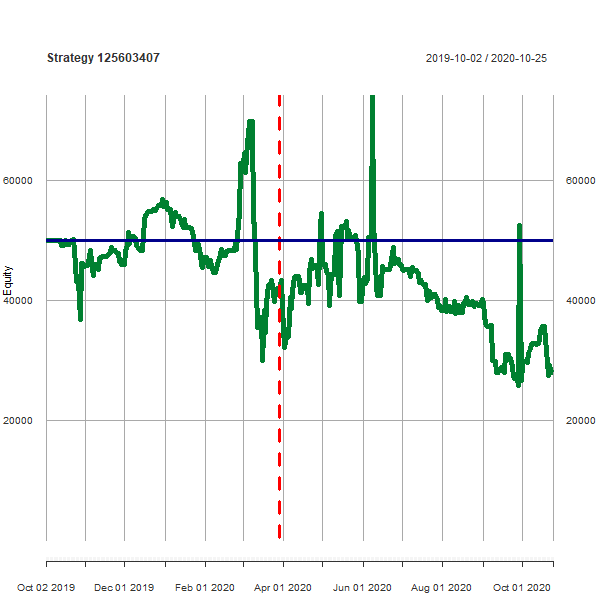 Strategy 125603407
2019-10-02 / 2020-10-25
60000
60000
40000
40000
20000
20000
Equity
Oct 02 2019
Dec 01 2019
Feb 01 2020
Apr 01 2020
Jun 01 2020
Aug 01 2020
Oct 01 2020